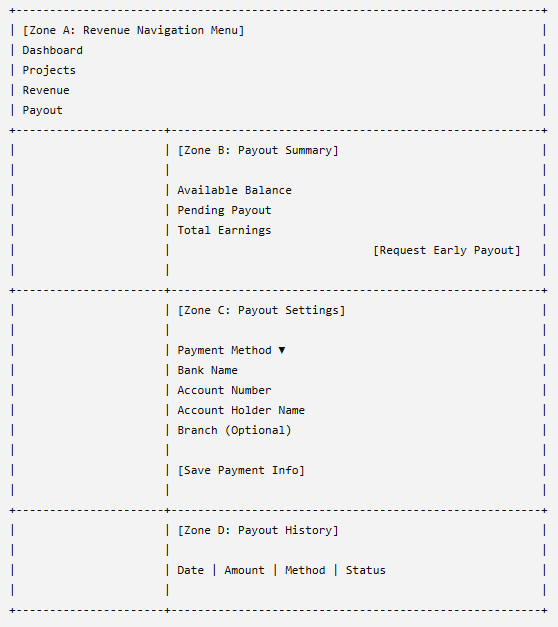 [Zone A: Revenue Navigation Menu]
Dashboard
Projects
Revenue
Payout
[Zone B: Payout Summary]
Available Balance
Pending Payout
Total Earnings
[Request Early Payout]
[Zone C: Payout Settings]
Payment Method ▼
Bank Name
Account Number
Account Holder Name
Branch (Optional)
[Save Payment Info]
[Zone D: Payout History]
Date | Amount | Method | Status